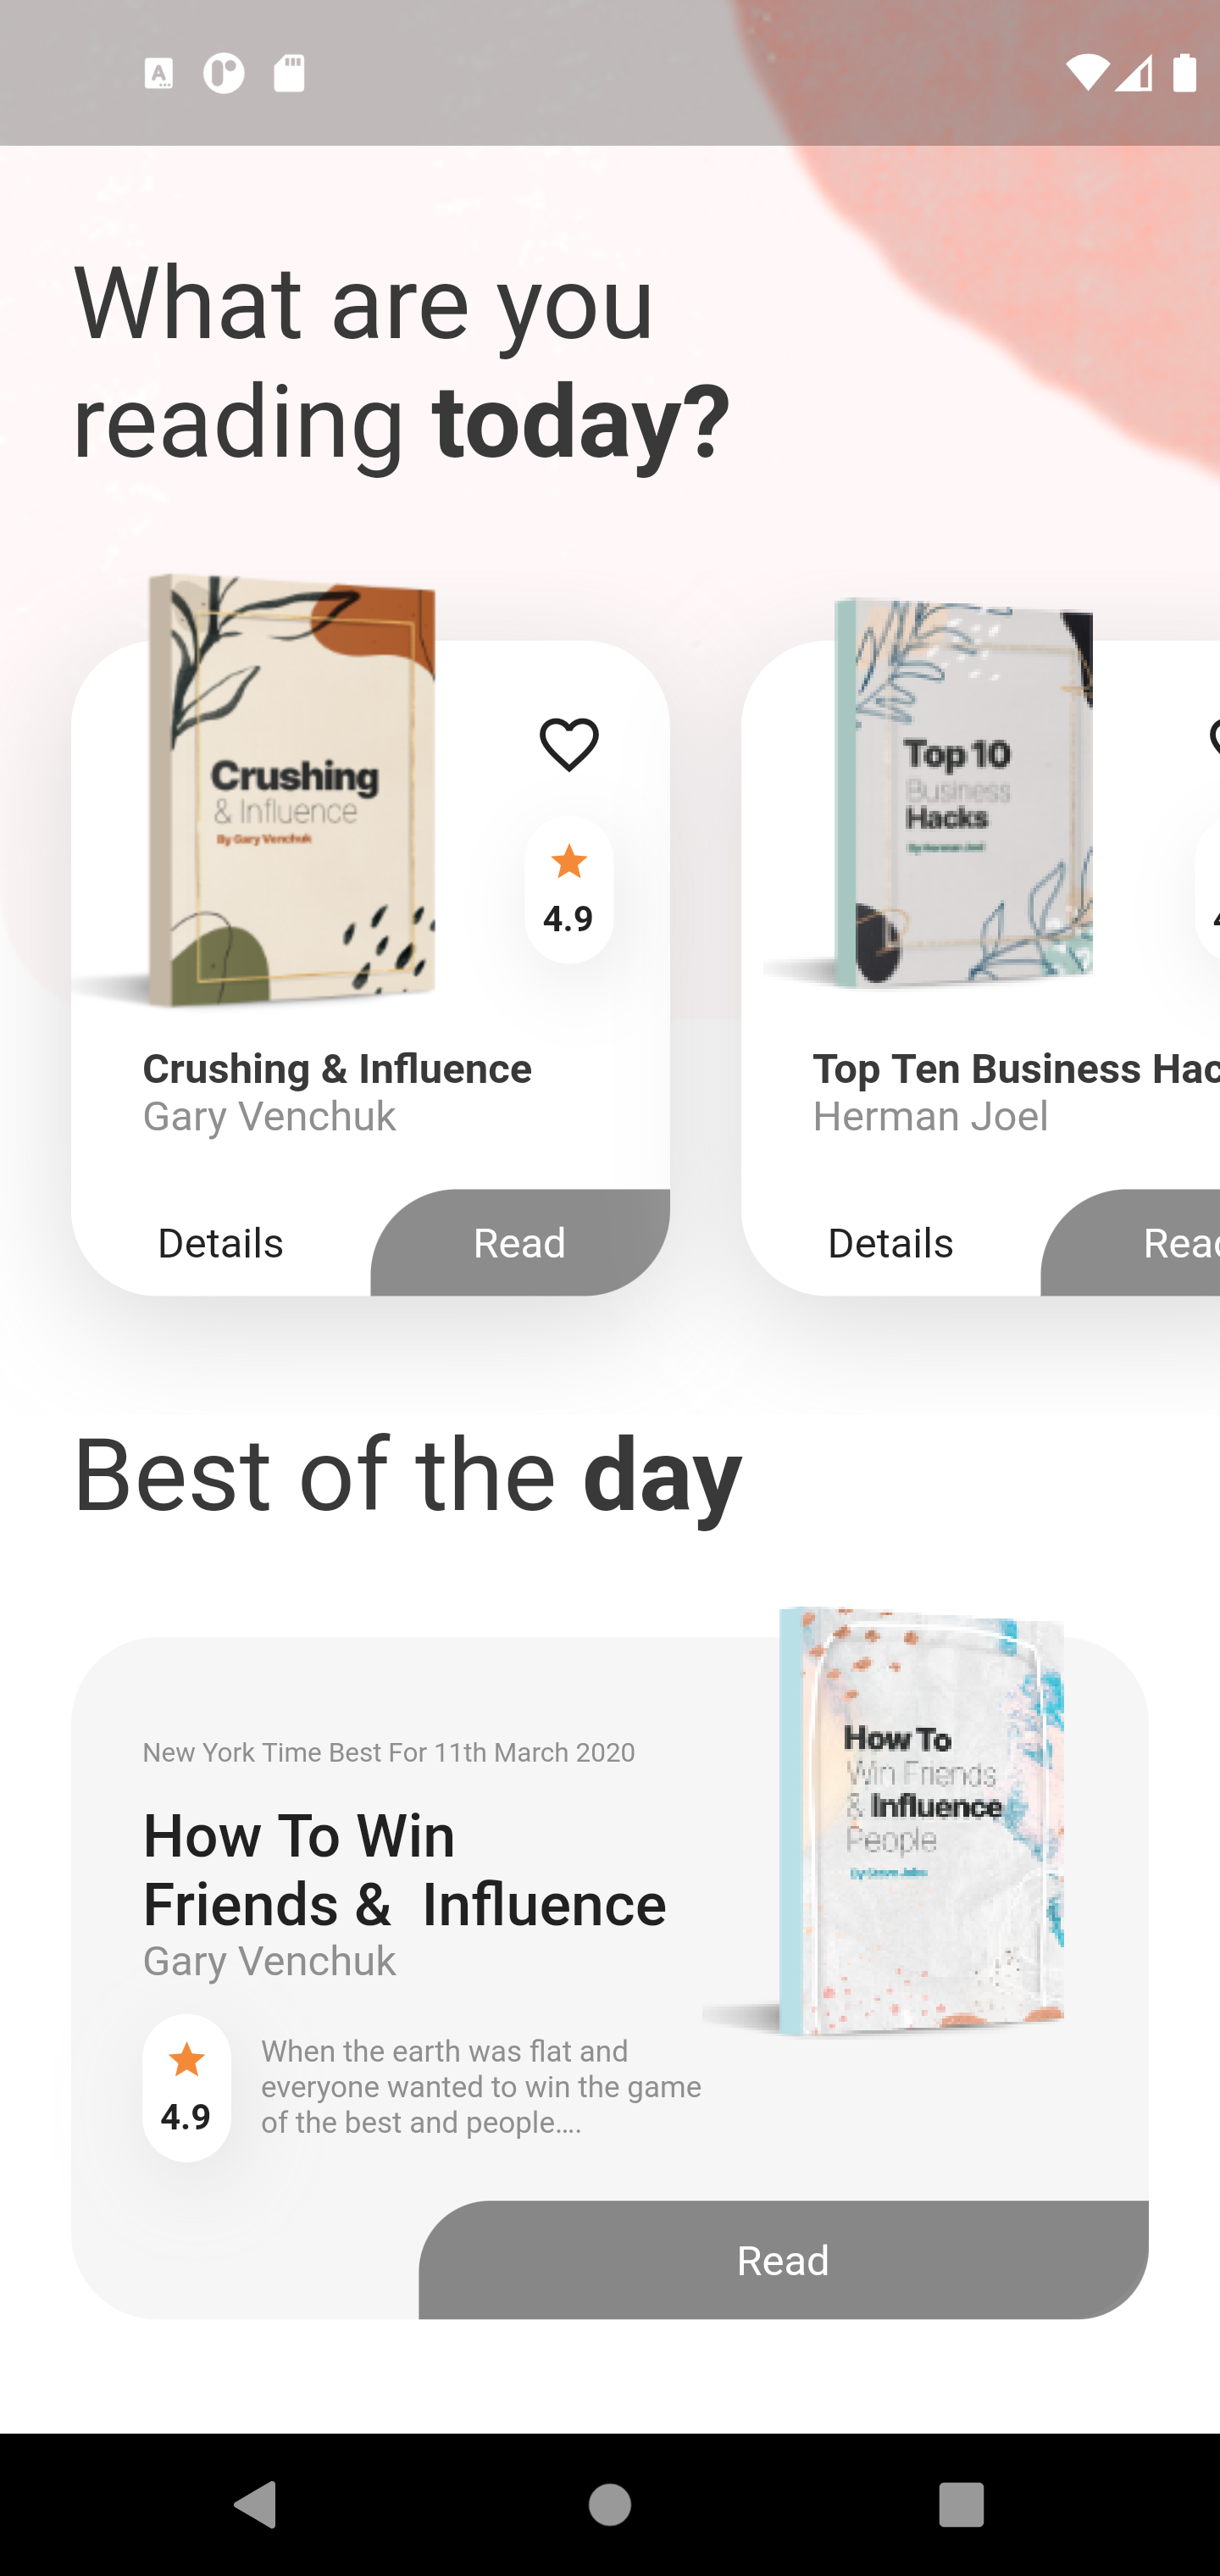 What are you
reading today?
Crushing
& Influence
By Gary Venchuk
4.9
Crushing & Influence
Gary Venchuk
Details
Read
Top 10
Business
Hacks
By Herman Joel
Top Ten Business Hac
Herman Joel
Details
Read
Best of the day
New York Time Best For 11th March 2020
How To Win
Friends &  Influence
Gary Venchuk
4.9
When the earth was flat and
everyone wanted to win the game
of the best and people....
How To
Win Friends
& Influence
People
Read